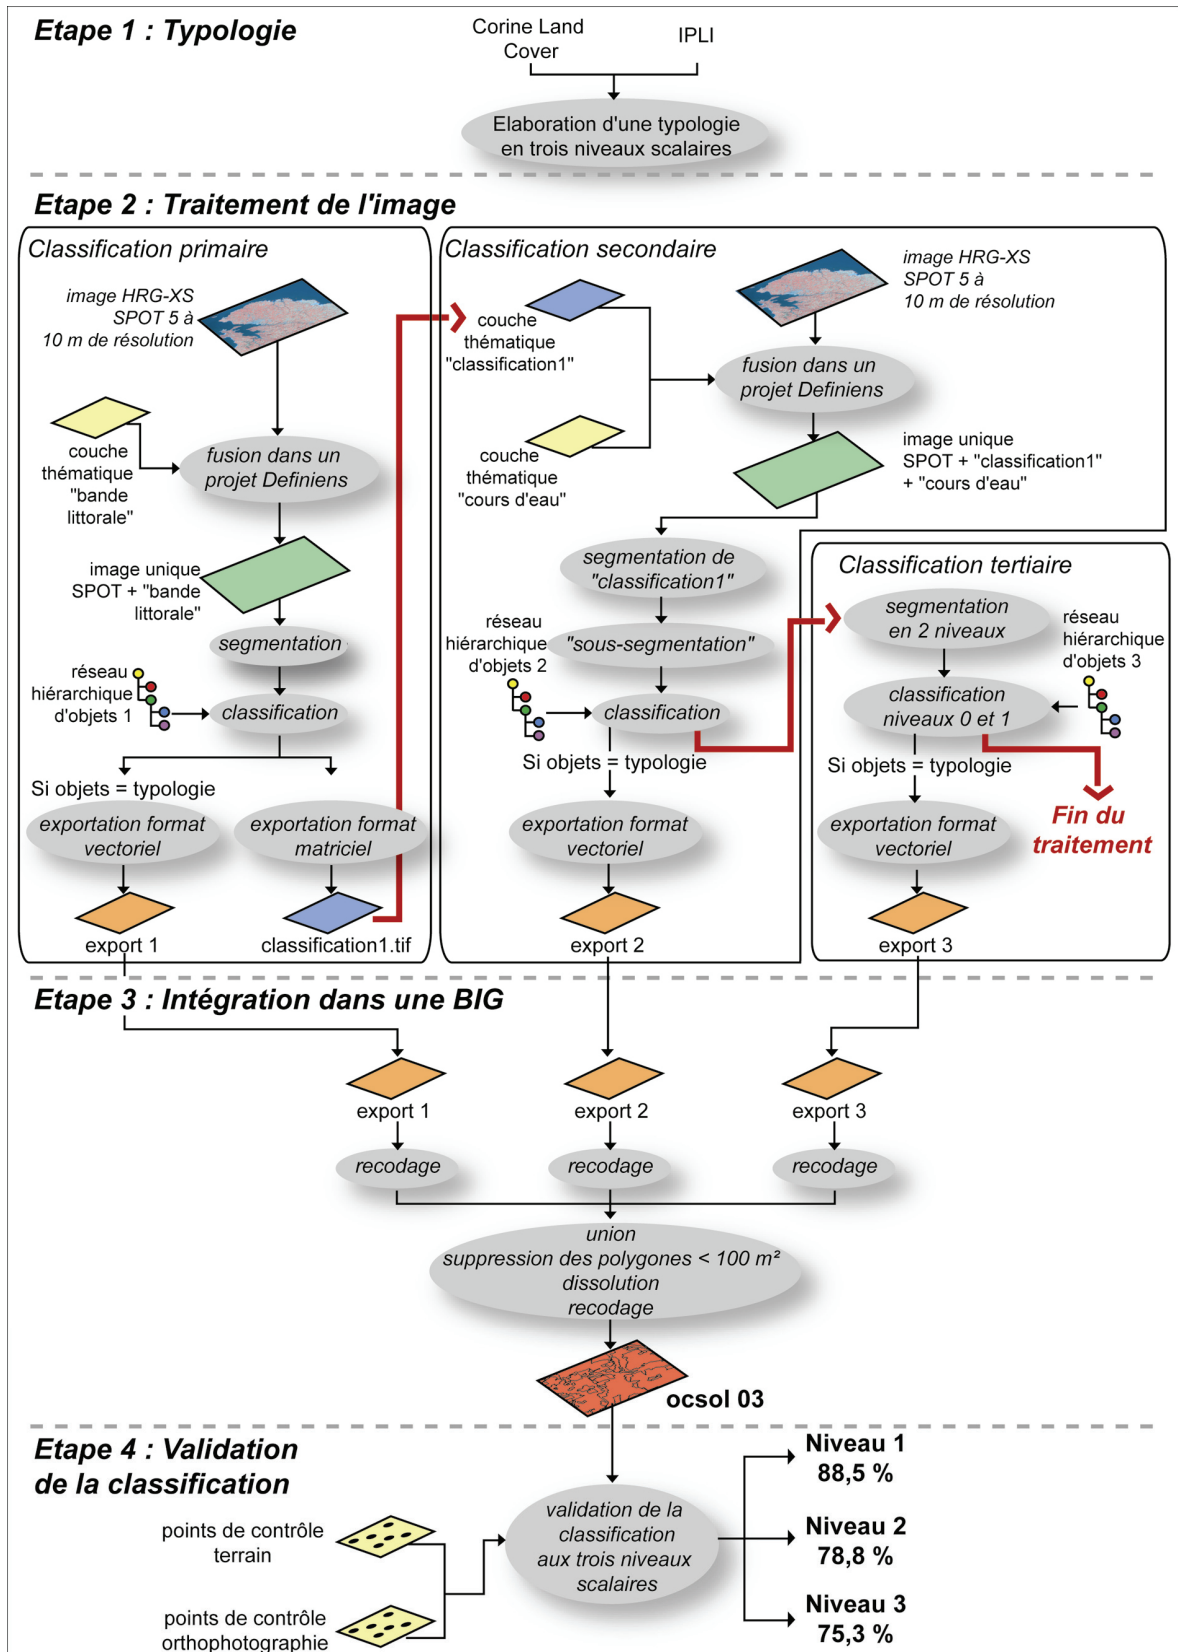 Etape 1 : Typologie
Corine Land
Cover
IPLI
Elaboration d'une typologie
en trois niveaux scalaires
Etape 2 : Traitement de l'image
Classification primaire
image HRG-XS
SPOT 5 à
10 m de résolution
couche
thématique
"bande
littorale"
fusion dans un
projet Definiens
image unique
SPOT + "bande
littorale"
segmentation
réseau
hiérarchique
d'objets 1
classification
Si objets = typologie
exportation format
vectoriel
exportation format
matriciel
export 1
classification1.tif
Classification secondaire
image HRG-XS
SPOT 5 à
10 m de résolution
couche
thématique
"classification1"
fusion dans un
projet Definiens
couche
thématique
"cours d'eau"
image unique
SPOT + "classification1"
+ "cours d'eau"
segmentation de
"classification1"
réseau
hiérarchique
d'objets 2
"sous-segmentation"
classification
Si objets = typologie
exportation format
vectoriel
export 2
Classification tertiaire
segmentation
en 2 niveaux
réseau
hiérarchique
d'objets 3
classification
niveaux 0 et 1
Si objets = typologie
Fin du
traitement
exportation format
vectoriel
export 3
Etape 3 : Intégration dans une BIG
export 1
export 2
export 3
recodage
recodage
recodage
union
suppression des polygones < 100 m²
dissolution
recodage
ocsol 03
Etape 4 : Validation
de la classification
points de contrôle
terrain
points de contrôle
orthophotographie
validation de la
classification
aux trois niveaux
scalaires
Niveau 1
88,5 %
Niveau 2
78,8 %
Niveau 3
75,3 %